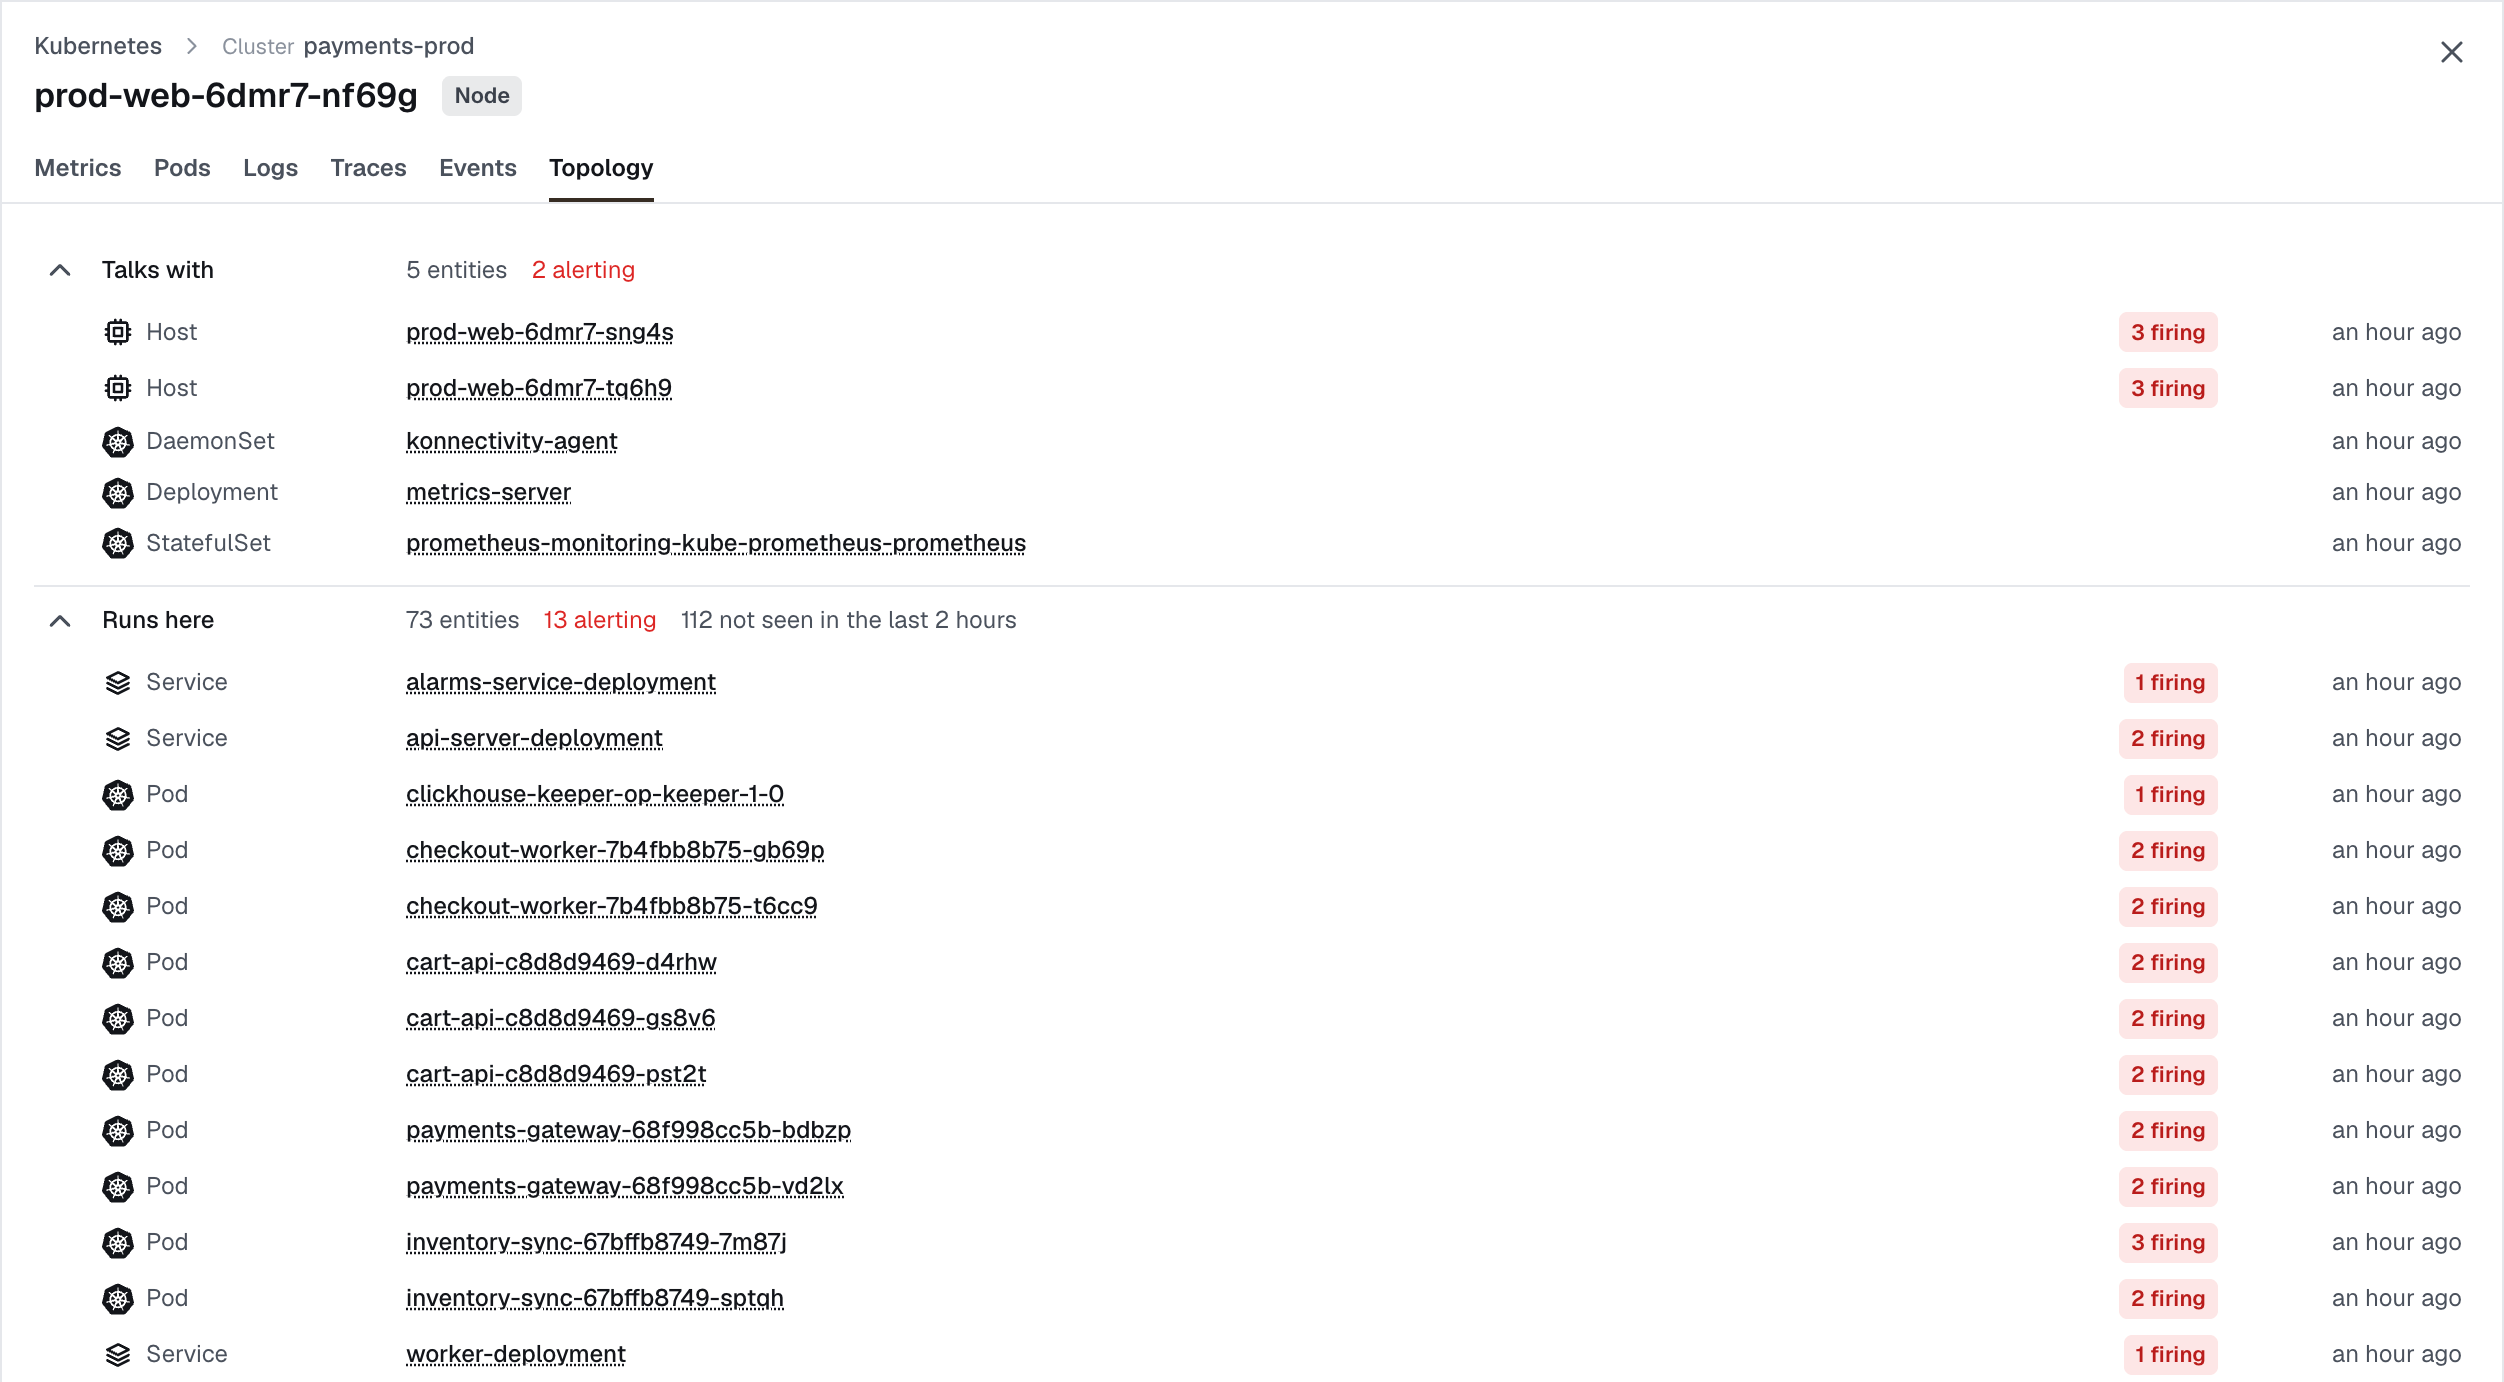 Kubernetes > Cluster payments-prod
prod-web-6dmr7-nf69g Node
Metrics Pods Logs Traces Events Topology
Talks with 5 entities 2 alerting
Host prod-web-6dmr7-sng4s 3 firing an hour ago
Host prod-web-6dmr7-tq6h9 3 firing an hour ago
DaemonSet konnectivity-agent an hour ago
Deployment metrics-server an hour ago
StatefulSet prometheus-monitoring-kube-prometheus-prometheus an hour ago
Runs here 73 entities 13 alerting 112 not seen in the last 2 hours
Service alarms-service-deployment 1 firing an hour ago
Service api-server-deployment 2 firing an hour ago
Pod clickhouse-keeper-op-keeper-1-0 1 firing an hour ago
Pod checkout-worker-7b4fbb8b75-gb69p 2 firing an hour ago
Pod checkout-worker-7b4fbb8b75-t6cc9 2 firing an hour ago
Pod cart-api-c8d8d9469-d4rhw 2 firing an hour ago
Pod cart-api-c8d8d9469-gs8v6 2 firing an hour ago
Pod cart-api-c8d8d9469-pst2t 2 firing an hour ago
Pod payments-gateway-68f998cc5b-bdbzp 2 firing an hour ago
Pod payments-gateway-68f998cc5b-vd2lx 2 firing an hour ago
Pod inventory-sync-67bffb8749-7m87j 3 firing an hour ago
Pod inventory-sync-67bffb8749-sptqh 2 firing an hour ago
Service worker-deployment 1 firing an hour ago